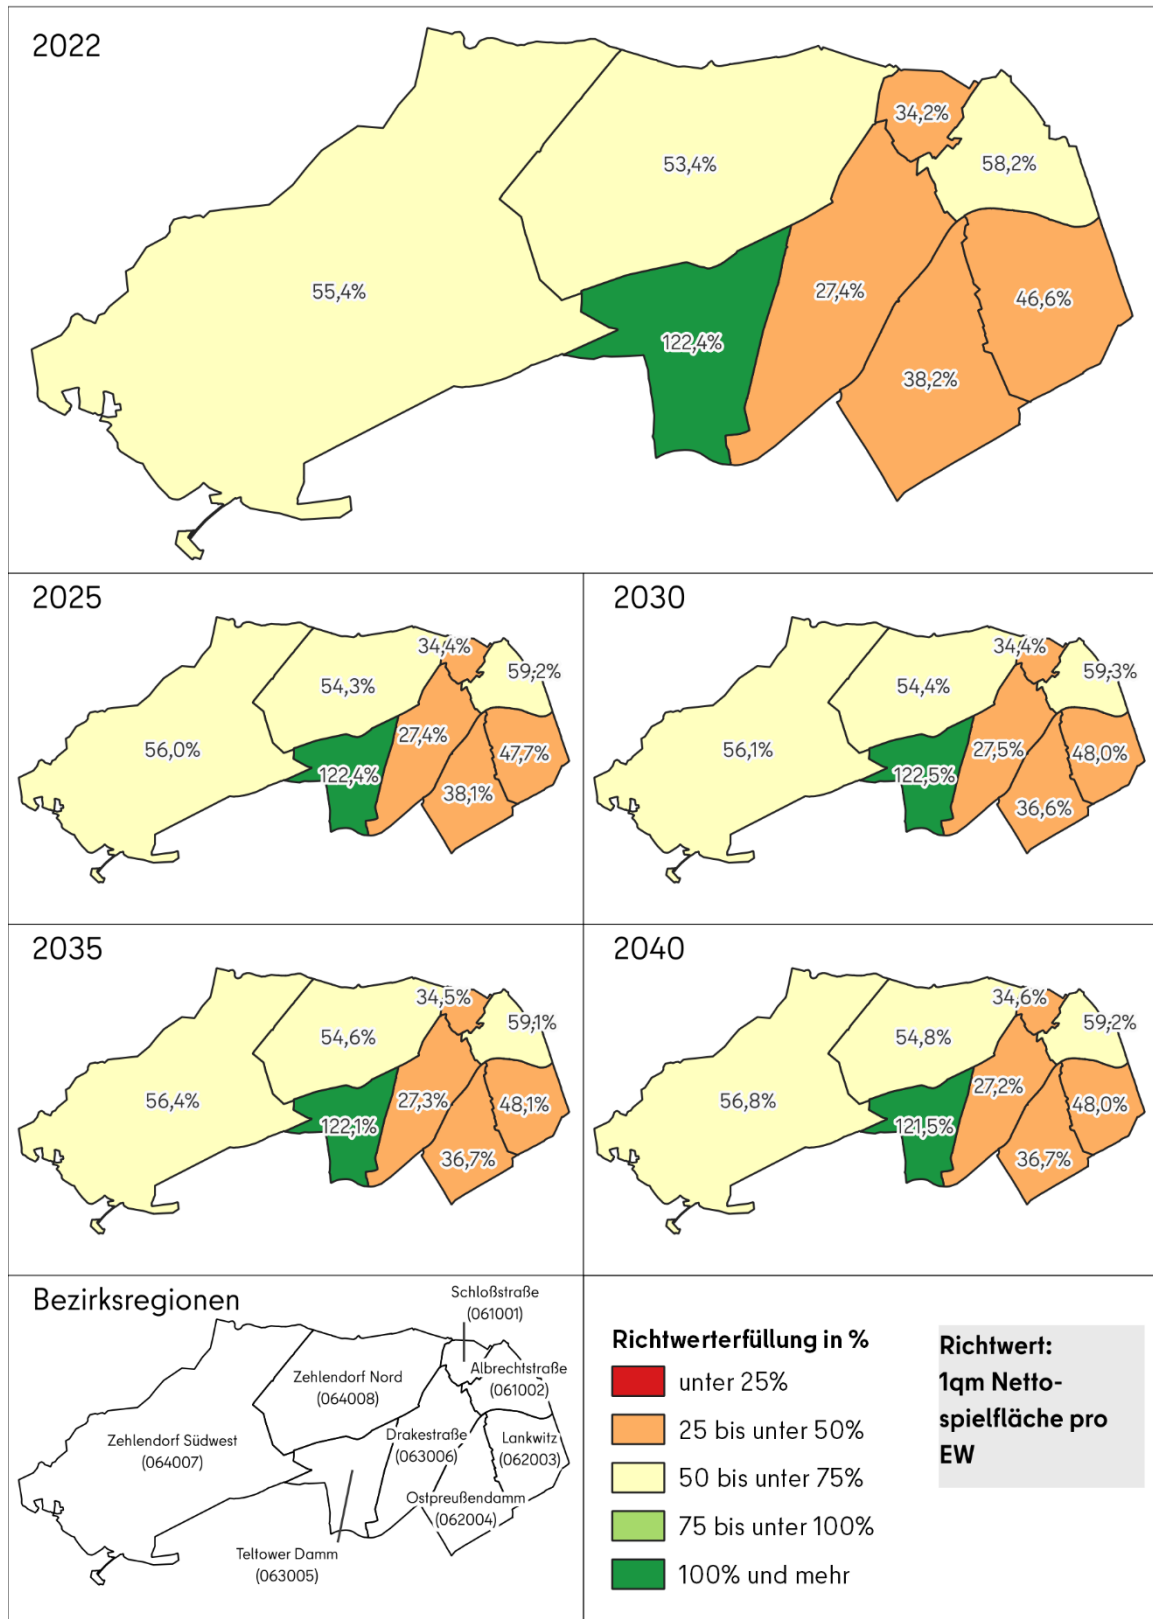 2022
34,2%
53,4%
58,2%
55,4%
27,4%
46,6%
122,4%
38,2%
2025
34,4%
59,2%
54,3%
27,4%
56,0%
47,7%
122,4%
38,1%
2030
34,4%
59,3%
54,4%
27,5%
56,1%
48,0%
122,5%
36,6%
2035
34,5%
59,1%
54,6%
27,3%
56,4%
48,1%
122,1%
36,7%
2040
34,6%
59,2%
54,8%
27,2%
56,8%
48,0%
121,5%
36,7%
Bezirksregionen
Schloßstraße
(061001)
Zehlendorf Nord
(064008)
Albrechtstraße
(061002)
Zehlendorf Südwest
(064007)
Drakestraße
(063006)
Lankwitz
(062003)
Ostpreußendamm
(062004)
Teltower Damm
(063005)
Richtwerterfüllung in %
unter 25%
25 bis unter 50%
50 bis unter 75%
75 bis unter 100%
100% und mehr
Richtwert:
1qm Netto-
spielfläche pro
EW